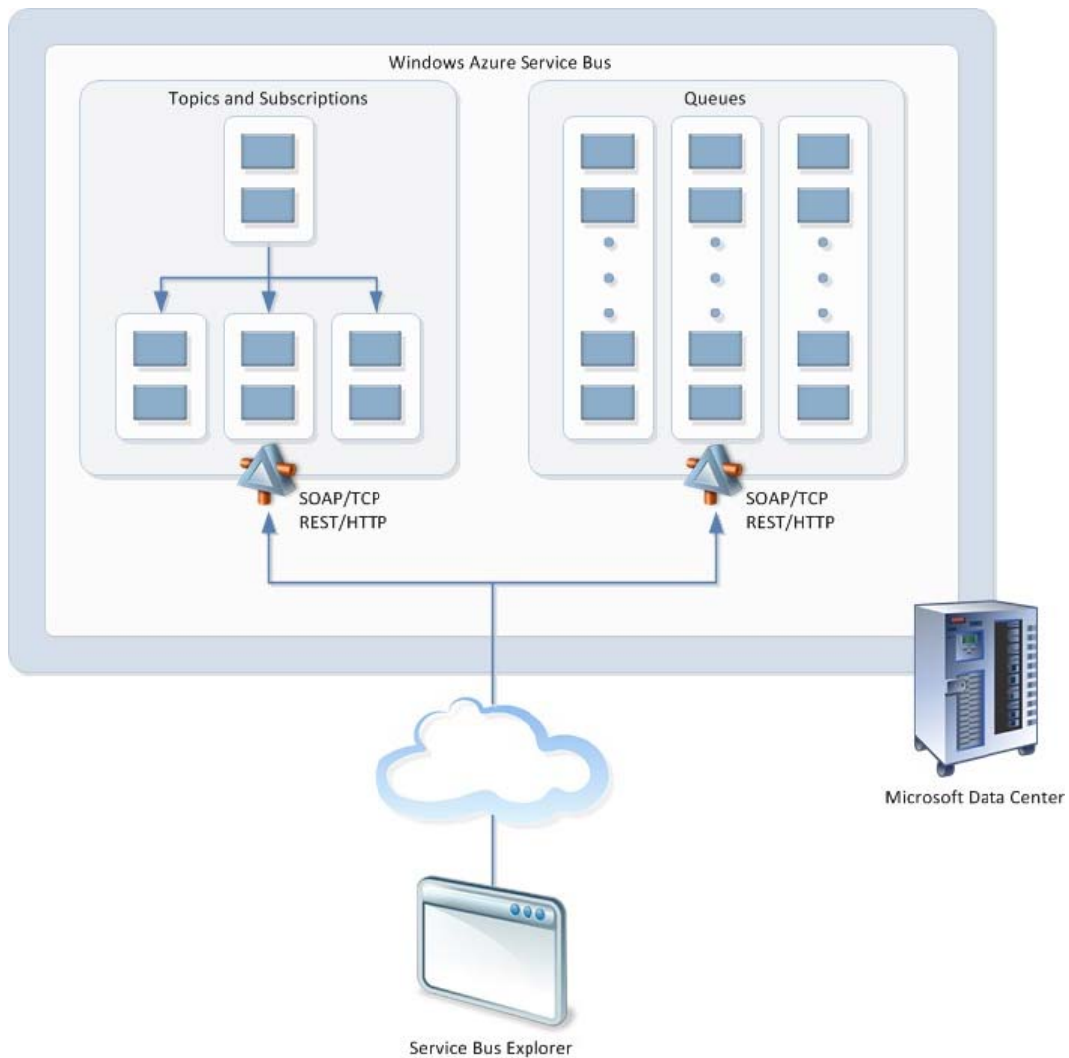 Windows Azure Service Bus
Topics and Subscriptions
Queues
SOAP/TCP
REST/HTTP
SOAP/TCP
REST/HTTP
Microsoft Data Center
Service Bus Explorer